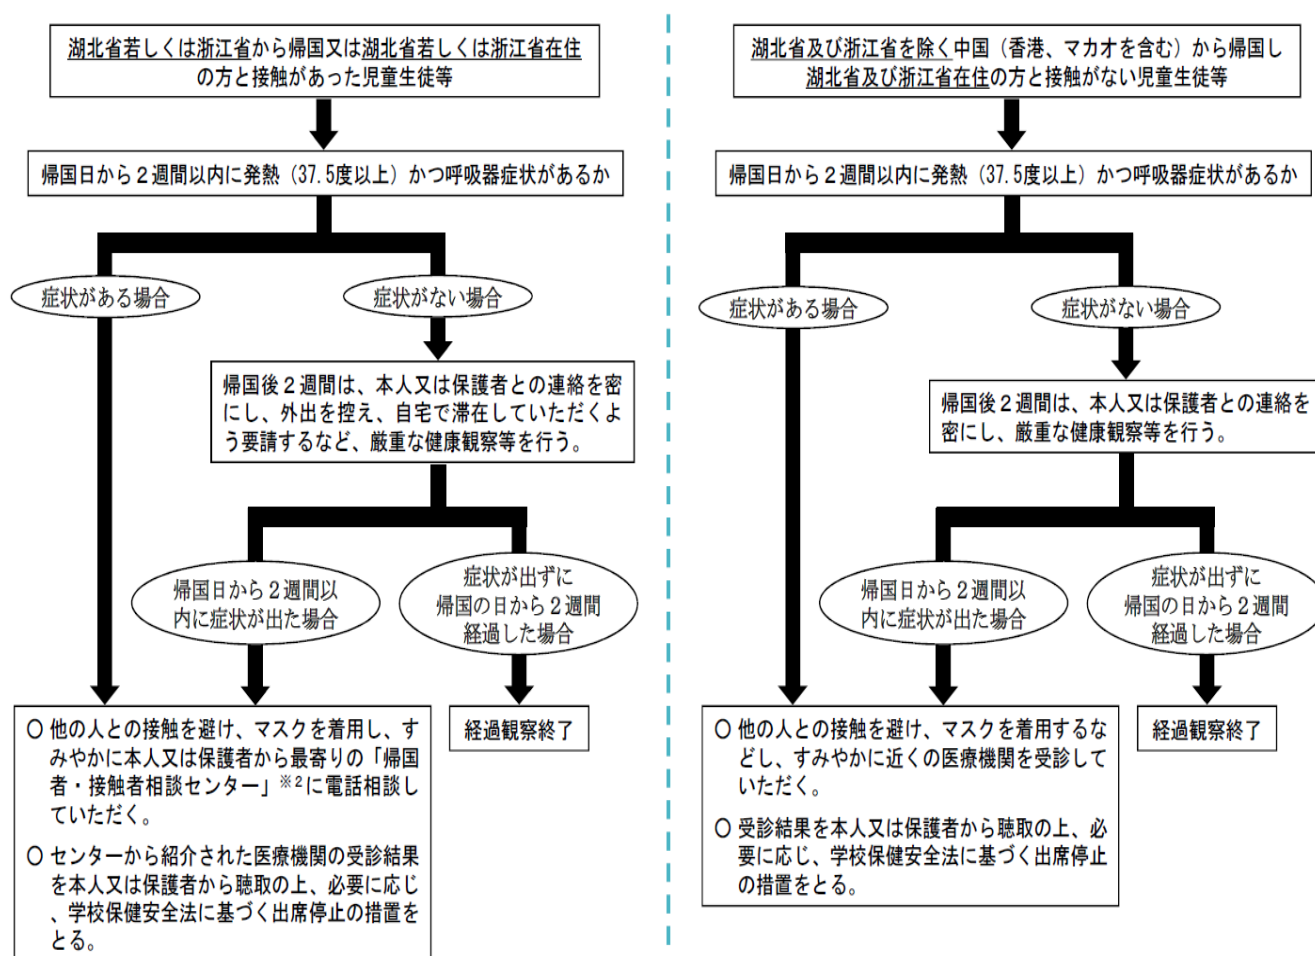 湖北省若しくは浙江省から帰国又は湖北省若しくは浙江省在住
の方と接触があった児童生徒等
帰国日から２週間以内に発熱（37.5度以上）かつ呼吸器症状があるか
症状がある場合
症状がない場合
帰国後２週間は、本人又は保護者との連絡を密
にし、外出を控え、自宅で滞在していただくよ
う要請するなど、厳重な健康観察等を行う。
帰国日から２週間以
内に症状が出た場合
症状が出ずに
帰国の日から２週間
経過した場合
〇 他の人との接触を避け、マスクを着用し、す
みやかに本人又は保護者から最寄りの「帰国
者・接触者相談センター」※2に電話相談し
ていただく。
〇 センターから紹介された医療機関の受診結果
を本人又は保護者から聴取の上、必要に応じ
、学校保健安全法に基づく出席停止の措置を
とる。
経過観察終了
湖北省及び浙江省を除く中国（香港、マカオを含む）から帰国し
湖北省及び浙江省在住の方と接触がない児童生徒等
帰国日から２週間以内に発熱（37.5度以上）かつ呼吸器症状があるか
症状がある場合
症状がない場合
帰国後２週間は、本人又は保護者との連絡を
密にし、厳重な健康観察等を行う。
帰国日から２週間以
内に症状が出た場合
症状が出ずに
帰国の日から２週間
経過した場合
〇 他の人との接触を避け、マスクを着用するな
どし、すみやかに近くの医療機関を受診して
いただく。
〇 受診結果を本人又は保護者から聴取の上、必
要に応じ、学校保健安全法に基づく出席停止
の措置をとる。
経過観察終了